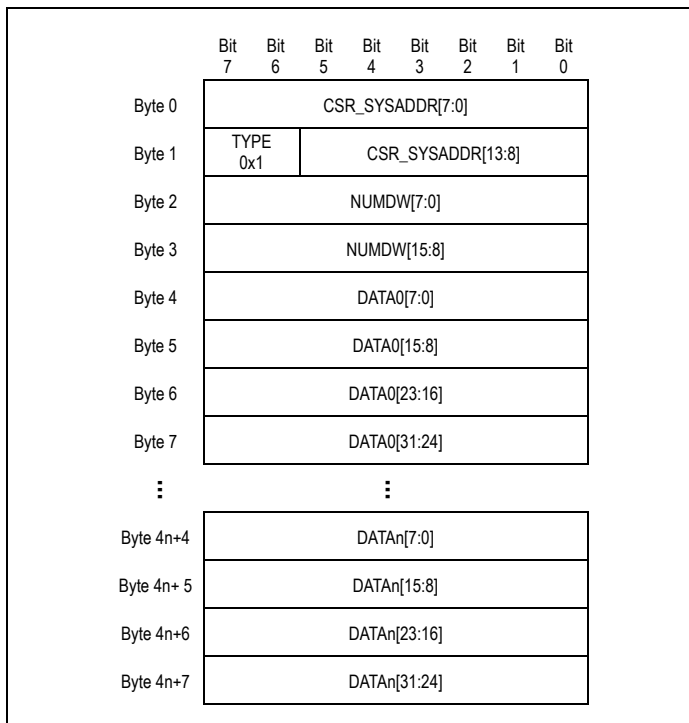 Bit Bit Bit Bit Bit Bit Bit Bit
7 6 5 4 3 2 1 0
Byte 0 CSR_SYSADDR[7:0]
Byte 1 TYPE 0x1 CSR_SYSADDR[13:8]
Byte 2 NUMDW[7:0]
Byte 3 NUMDW[15:8]
Byte 4 DATA0[7:0]
Byte 5 DATA0[15:8]
Byte 6 DATA0[23:16]
Byte 7 DATA0[31:24]
⋮ ⋮
Byte 4n+4 DATAn[7:0]
Byte 4n+ 5 DATAn[15:8]
Byte 4n+6 DATAn[23:16]
Byte 4n+7 DATAn[31:24]